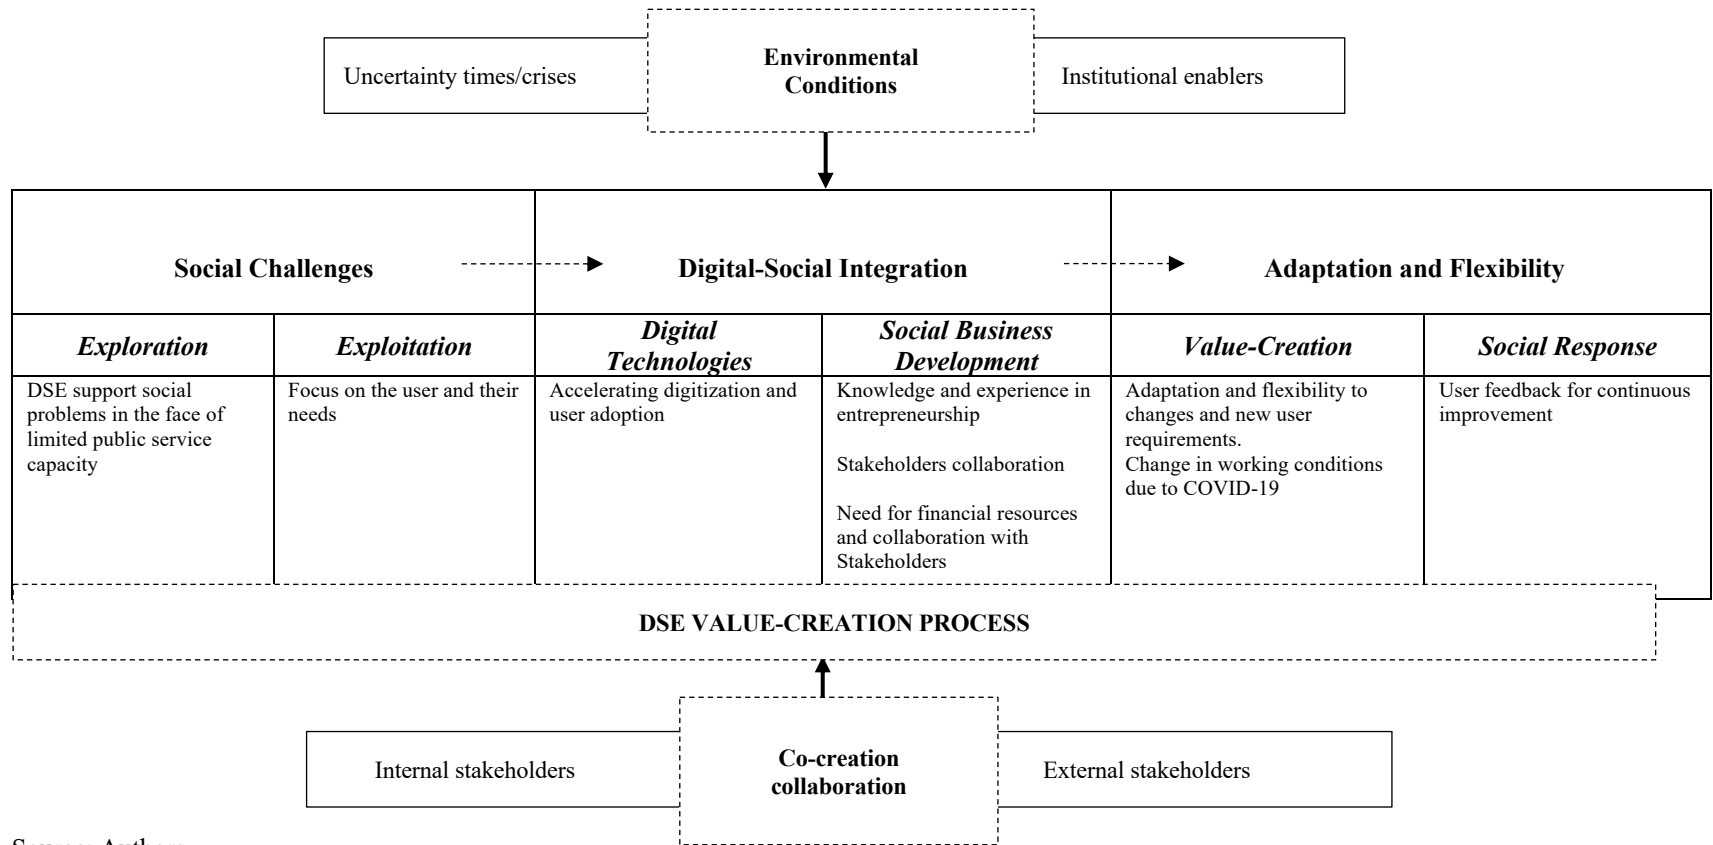 Environmental
Conditions
Uncertainty times/crises
Institutional enablers
Social Challenges
Digital-Social Integration
Adaptation and Flexibility
Exploration
Exploitation
Digital
Technologies
Social Business
Development
Value-Creation
Social Response
DSE support social
problems in the face of
limited public service
capacity
Focus on the user and their
needs
Accelerating digitization and
user adoption
Knowledge and experience in
entrepreneurship
Stakeholders collaboration
Need for financial resources
and collaboration with
Stakeholders
Adaptation and flexibility to
changes and new user
requirements.
Change in working conditions
due to COVID-19
User feedback for continuous
improvement
DSE VALUE-CREATION PROCESS
Internal stakeholders
Co-creation
collaboration
External stakeholders
Source: Authors